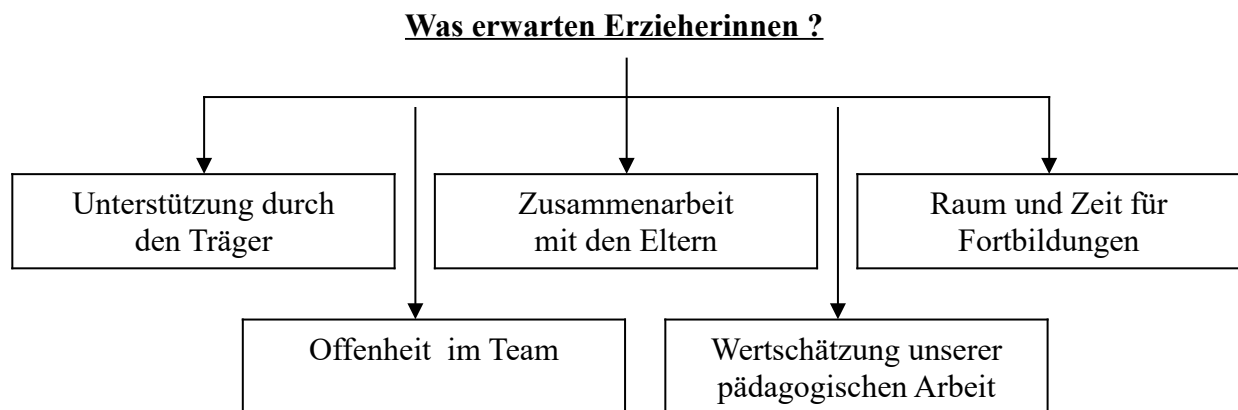 Was erwarten Erzieherinnen ?
Unterstützung durch
den Träger
Zusammenarbeit
mit den Eltern
Raum und Zeit für
Fortbildungen
Offenheit  im Team
Wertschätzung unserer
pädagogischen Arbeit